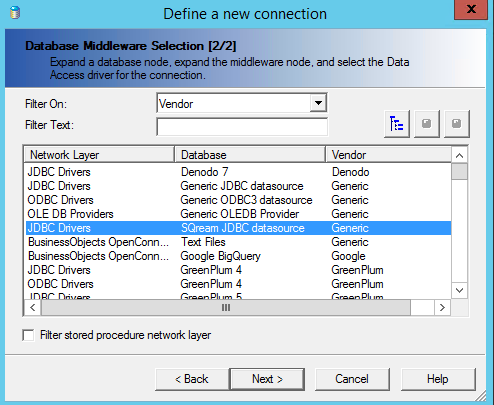 Define a new connection
x
Database Middleware Selection [2/2]
Expand a database node, expand the middleware node, and select the Data
Access driver for the connection.
Filter On: Vendor
Filter Text:
Network Layer Database Vendor
JDBC Drivers Denodo 7 Denodo
JDBC Drivers Generic JDBC datasource Generic
ODBC Drivers Generic ODBC3 datasource Generic
OLE DB Providers Generic OLEDB Provider Generic
JDBC Drivers SQream JDBC datasource Generic
BusinessObjects OpenConn... Text Files Generic
BusinessObjects OpenConn... Google BigQuery Google
JDBC Drivers GreenPlum 4 GreenPlum
ODBC Drivers GreenPlum 4 GreenPlum
JDBC Drivers GreenPlum 5 GreenPlum
Filter stored procedure network layer
< Back Next > Cancel Help